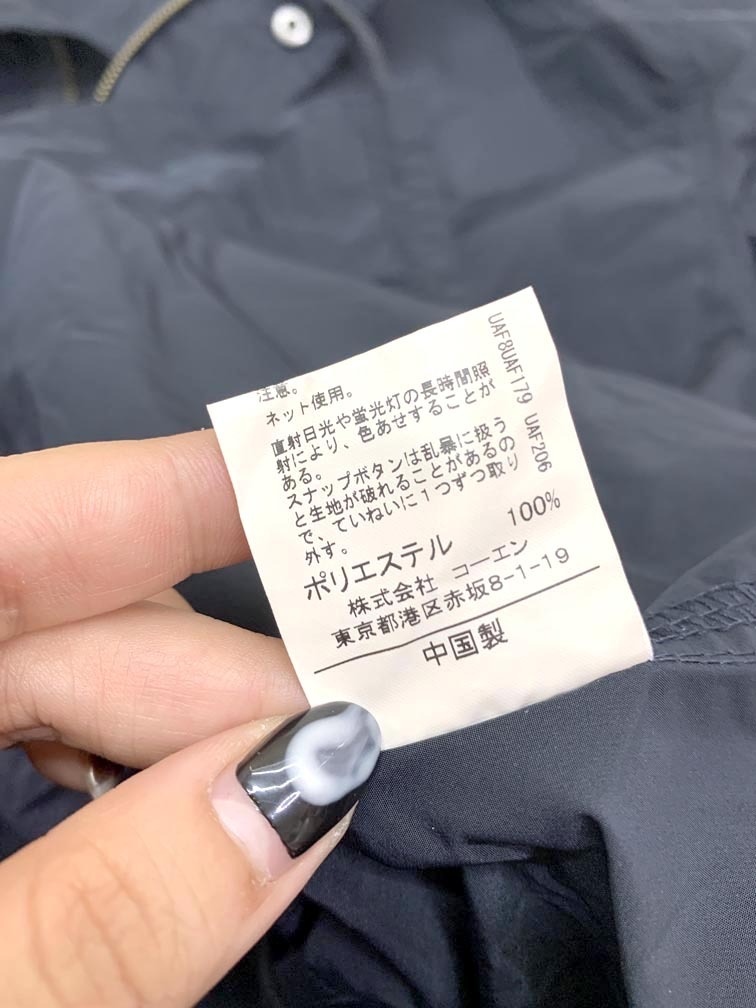 注意。
ネット使用。
直射日光や蛍光灯の長時間照
射により、色あせすることが
ある。
スナップボタンは乱暴に扱う
と生地が破れることがあるの
で、ていねいに1つずつ取り
外す。
ポリエステル 100%
株式会社 コーエン
東京都港区赤坂8-1-19
中国製
UAF8UAF179 UAF206